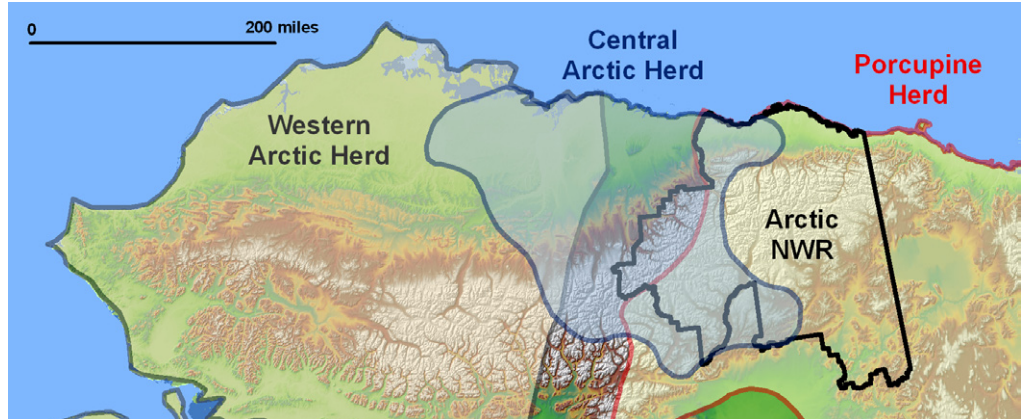 0 200 miles
Central
Arctic Herd
Porcupine
Herd
Western
Arctic Herd
Arctic
NWR